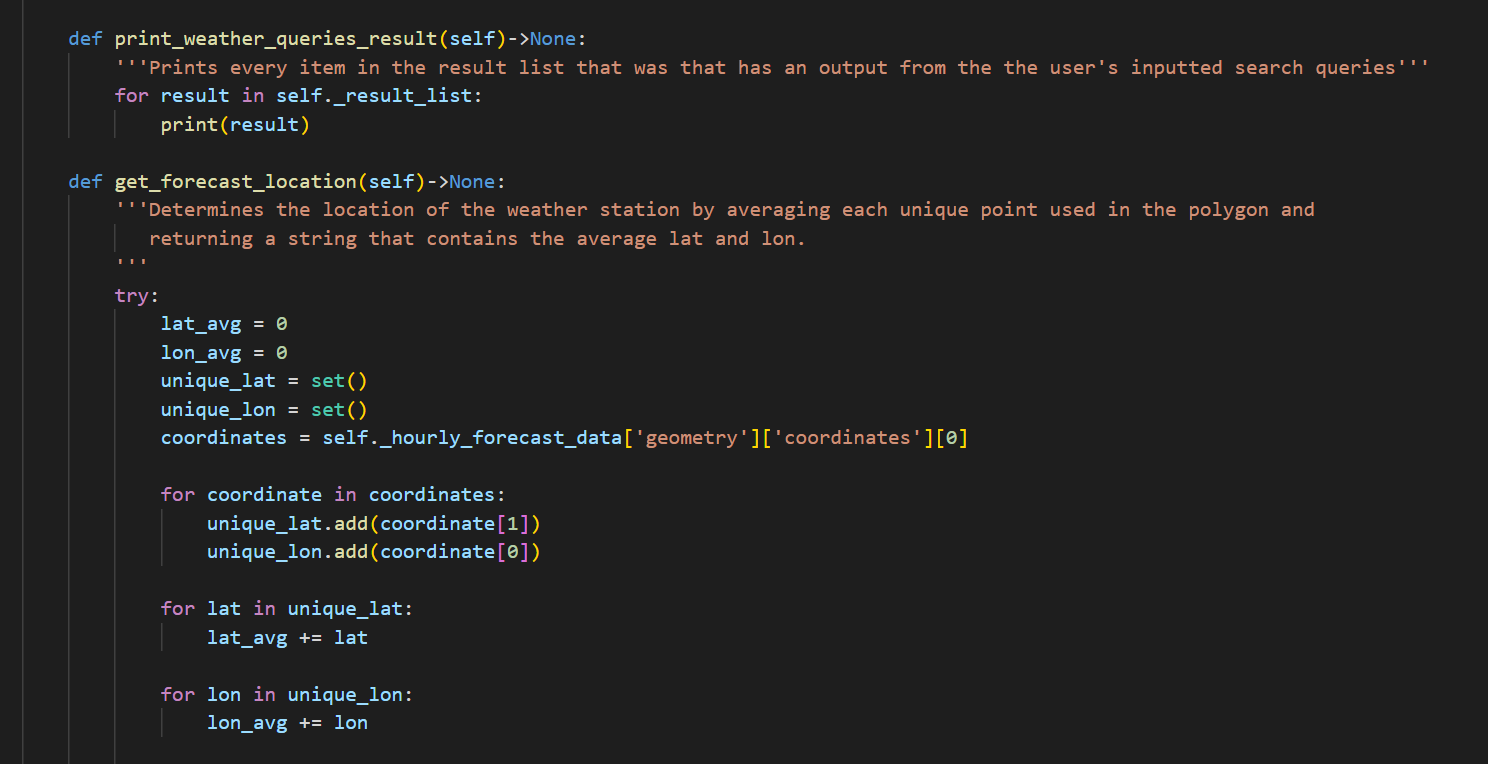 def print_weather_queries_result(self)->None:
'''Prints every item in the result list that was that has an output from the the user's inputted search queries'''
for result in self._result_list:
print(result)
def get_forecast_location(self)->None:
'''Determines the location of the weather station by averaging each unique point used in the polygon and
returning a string that contains the average lat and lon.
'''
try:
lat_avg = 0
lon_avg = 0
unique_lat = set()
unique_lon = set()
coordinates = self._hourly_forecast_data['geometry']['coordinates'][0]
for coordinate in coordinates:
unique_lat.add(coordinate[1])
unique_lon.add(coordinate[0])
for lat in unique_lat:
lat_avg += lat
for lon in unique_lon:
lon_avg += lon